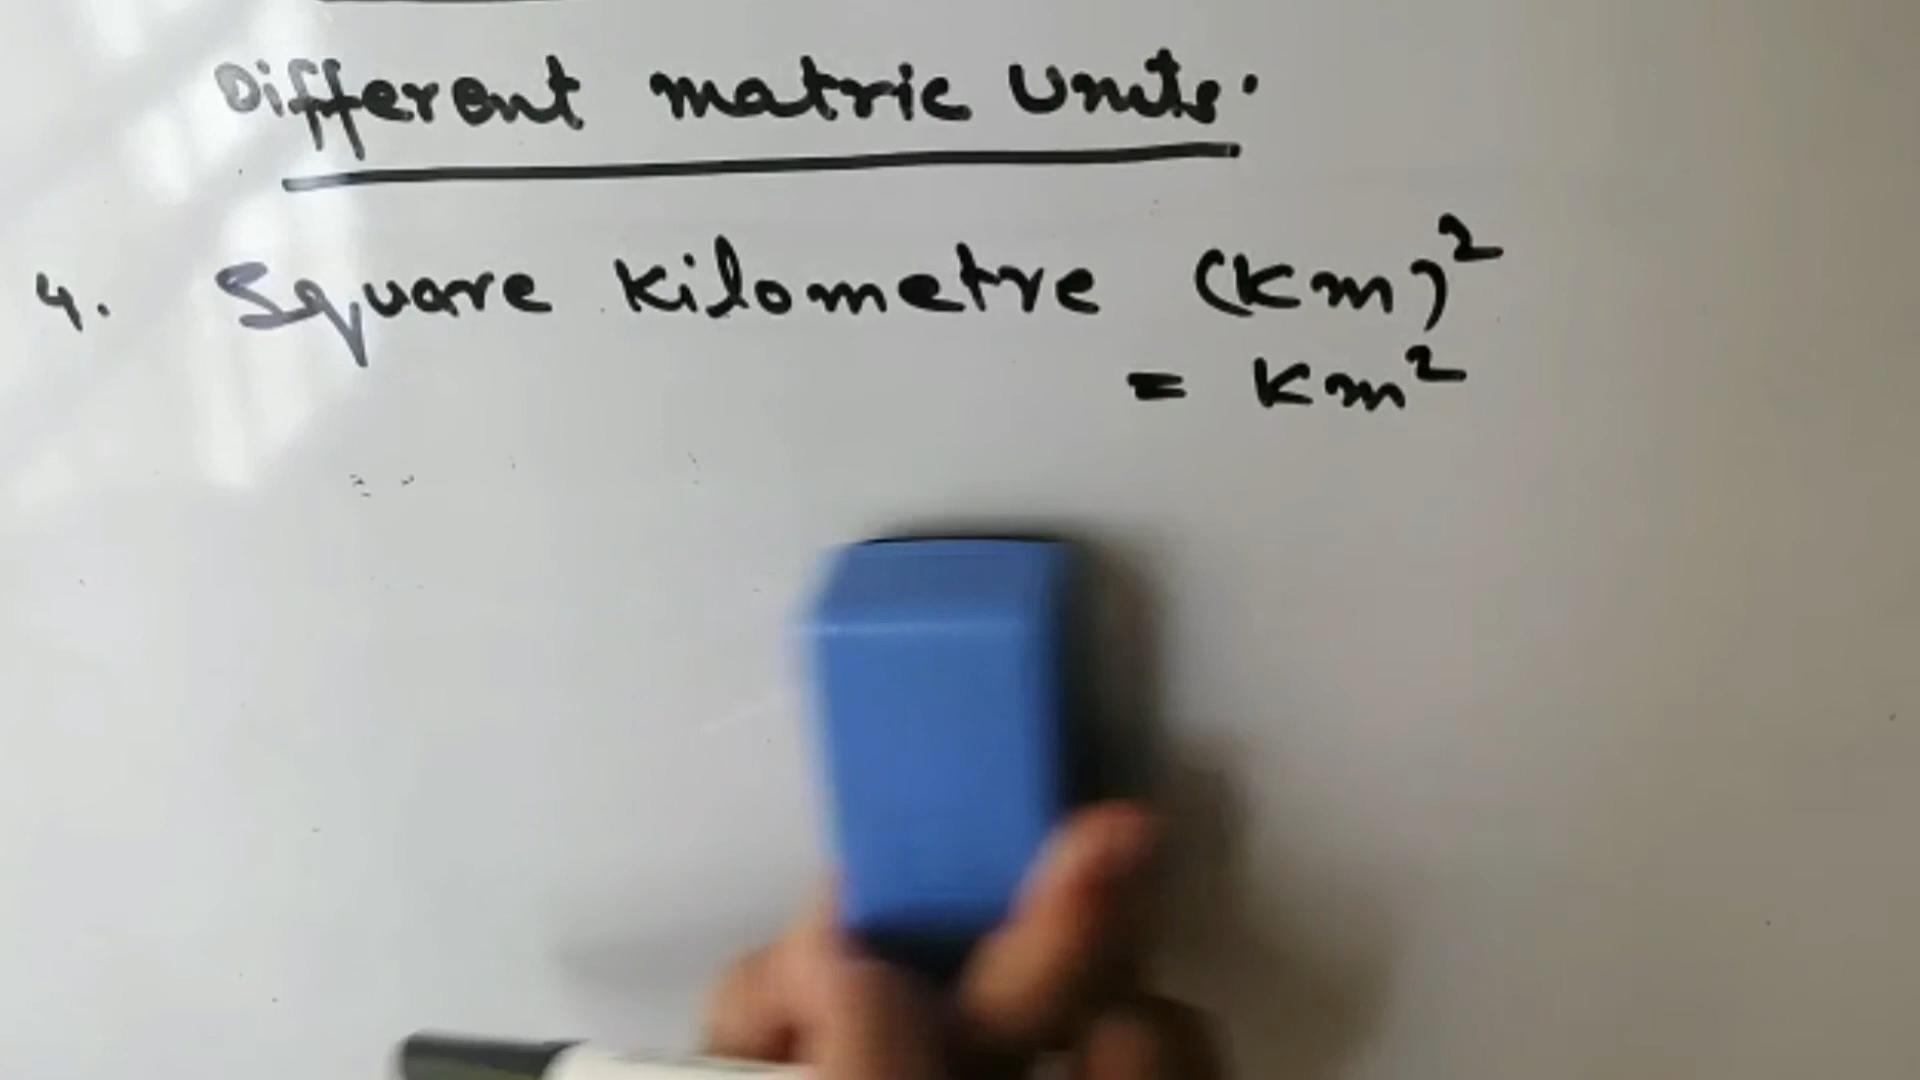 Different matric Units.
4. Square kilometre (km)²
= km²